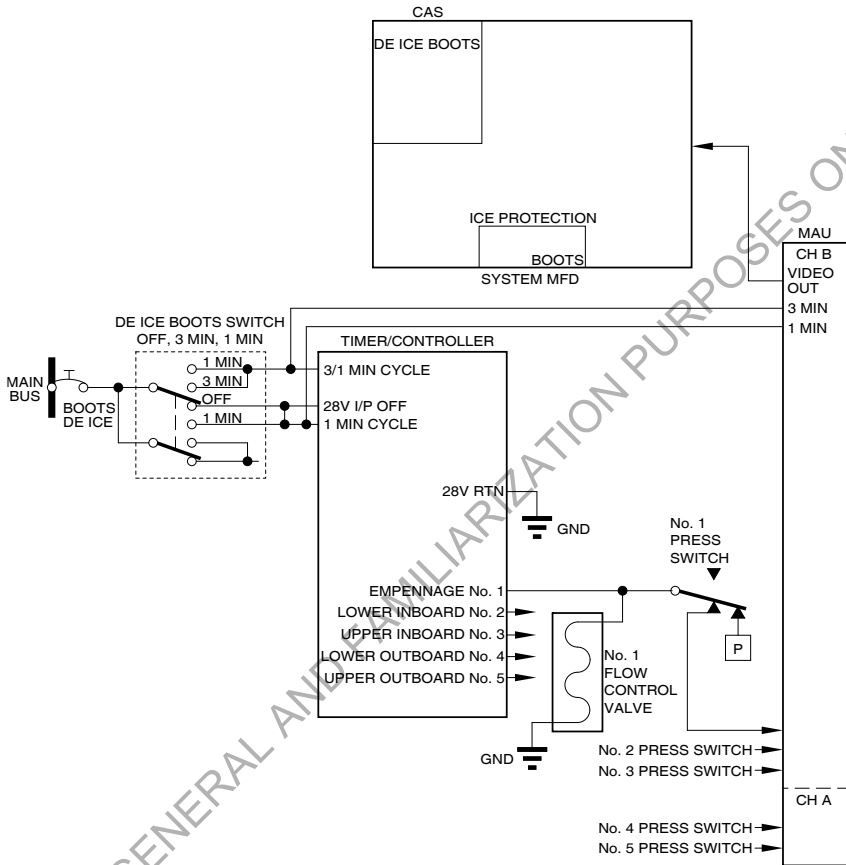 CAS
DE ICE BOOTS
ICE PROTECTION
BOOTS
SYSTEM MFD
MAU
CH B
VIDEO
OUT
3 MIN
1 MIN
DE ICE BOOTS SWITCH
OFF, 3 MIN, 1 MIN
TIMER/CONTROLLER
MAIN
BUS
BOOTS
DE ICE
1 MIN
3 MIN
OFF
1 MIN
3/1 MIN CYCLE
28V I/P OFF
1 MIN CYCLE
28V RTN
GND
No. 1
PRESS
SWITCH
EMPENNAGE No. 1
LOWER INBOARD No. 2
UPPER INBOARD No. 3
LOWER OUTBOARD No. 4
UPPER OUTBOARD No. 5
No. 1
FLOW
CONTROL
VALVE
P
GND
No. 2 PRESS SWITCH
No. 3 PRESS SWITCH
CH A
No. 4 PRESS SWITCH
No. 5 PRESS SWITCH
GENERAL AND FAMILIARIZATION PURPOSES ON